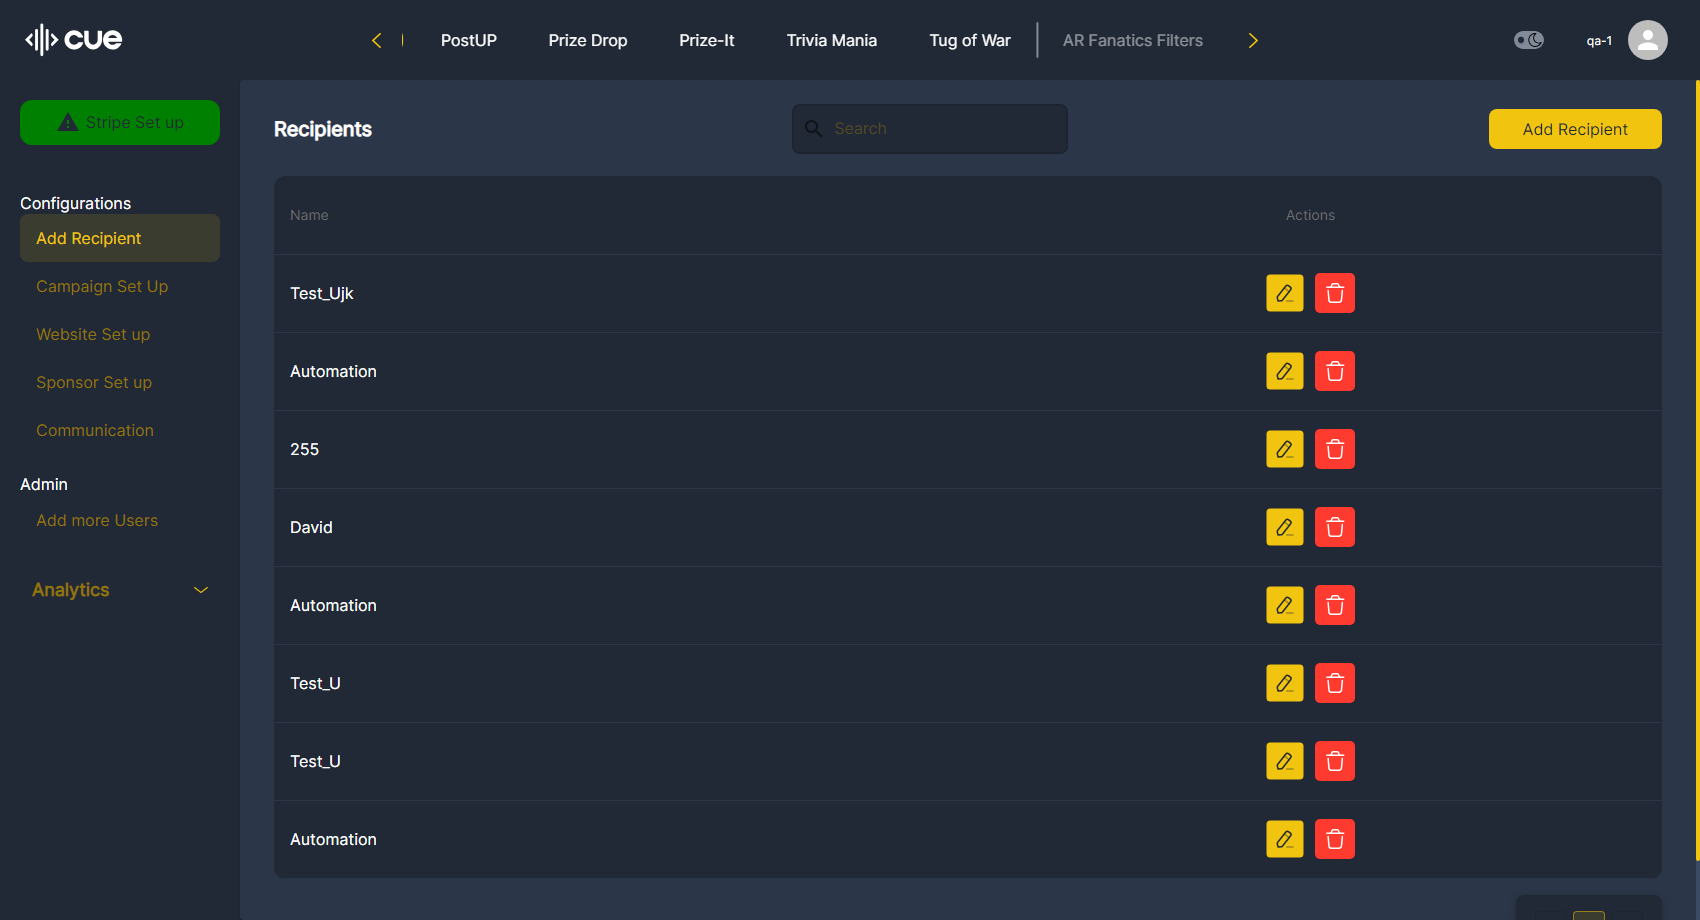 cue
PostUP
Prize Drop
Prize-It
Trivia Mania
Tug of War
AR Fanatics Filters
qa-1
Stripe Set up
Configurations
Add Recipient
Campaign Set Up
Website Set up
Sponsor Set up
Communication
Admin
Add more Users
Analytics
Recipients
Search
Add Recipient
Name
Actions
Test_Ujk
Automation
255
David
Automation
Test_U
Test_U
Automation